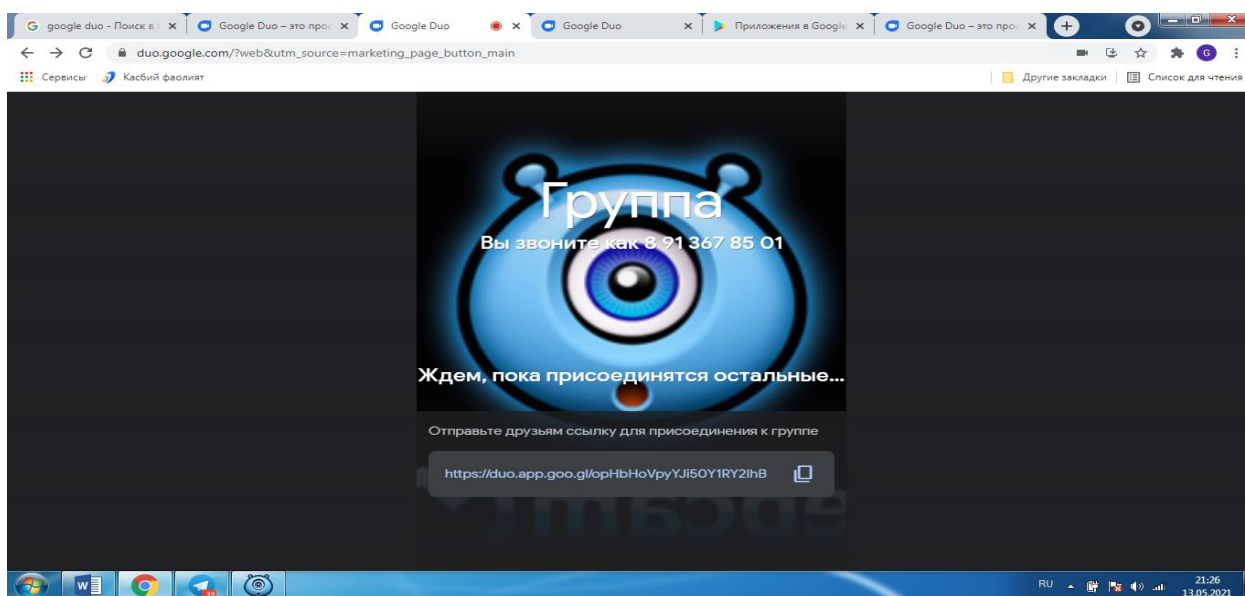 google duo - Поиск в
Google Duo – это прос
Google Duo
Google Duo
Приложения в Google
Google Duo – это прос
duo.google.com/?web&utm_source=marketing_page_button_main
G
Сервисы
Касбий фаолият
Другие закладки
Список для чтения
Группа
Вы звоните как 8 91 367 85 01
Ждем, пока присоединятся остальные...
Отправьте друзьям ссылку для присоединения к группе
https://duo.app.goo.gl/opHbHoVpyYJi50Y1RY2lhB
RU
21:26
13.05.2021